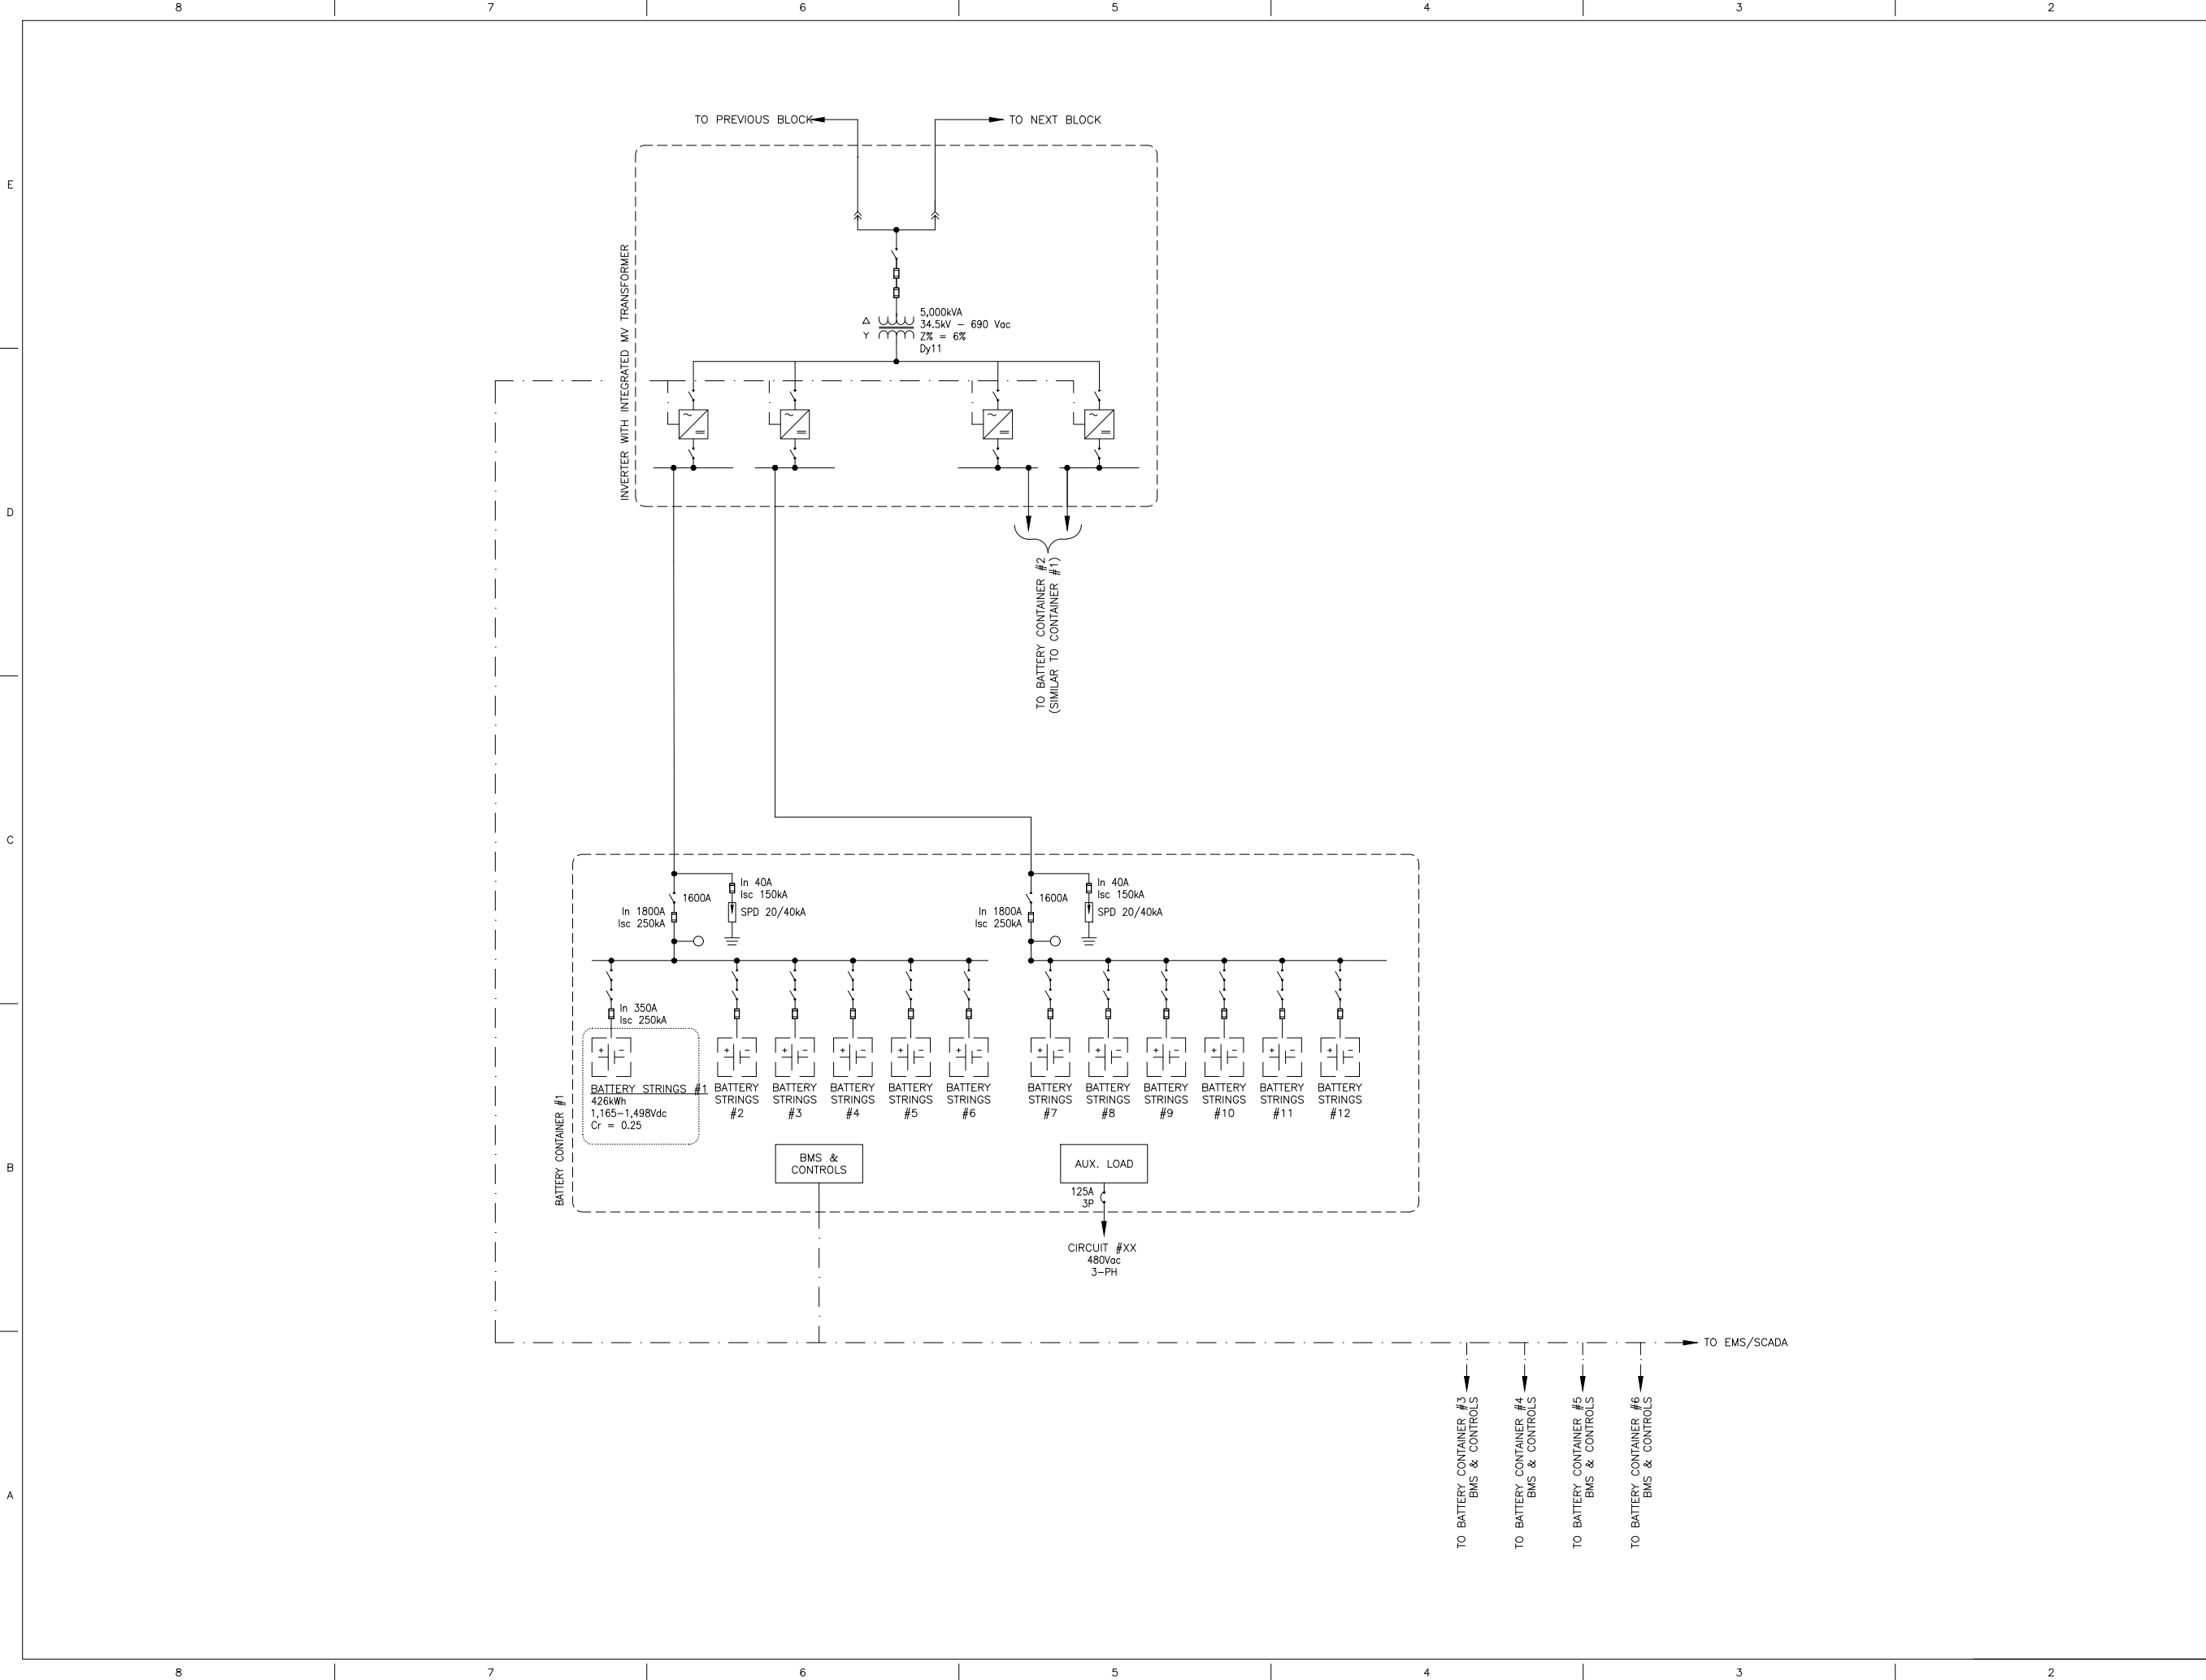 8 7 6 5 4 3 2
TO PREVIOUS BLOCK
TO NEXT BLOCK
E
INVERTER WITH INTEGRATED MV TRANSFORMER
5,000kVA
34.5kV – 690 Vac
Z% = 6%
Dy11
△
Y
D
TO BATTERY CONTAINER #2
(SIMILAR TO CONTAINER #1)
C
In 40A
Isc 150kA
1600A
In 1800A
Isc 250kA
SPD 20/40kA
In 40A
Isc 150kA
1600A
In 1800A
Isc 250kA
SPD 20/40kA
In 350A
Isc 250kA
BATTERY STRINGS #1
426kWh
1,165–1,498Vdc
Cr = 0.25
BATTERY
STRINGS
#2
BATTERY
STRINGS
#3
BATTERY
STRINGS
#4
BATTERY
STRINGS
#5
BATTERY
STRINGS
#6
BATTERY
STRINGS
#7
BATTERY
STRINGS
#8
BATTERY
STRINGS
#9
BATTERY
STRINGS
#10
BATTERY
STRINGS
#11
BATTERY
STRINGS
#12
BATTERY CONTAINER #1
B
BMS &
CONTROLS
AUX. LOAD
125A
3P
CIRCUIT #XX
480Vac
3–PH
TO EMS/SCADA
TO BATTERY CONTAINER #3
BMS & CONTROLS
TO BATTERY CONTAINER #4
BMS & CONTROLS
TO BATTERY CONTAINER #5
BMS & CONTROLS
TO BATTERY CONTAINER #6
BMS & CONTROLS
A
8 7 6 5 4 3 2